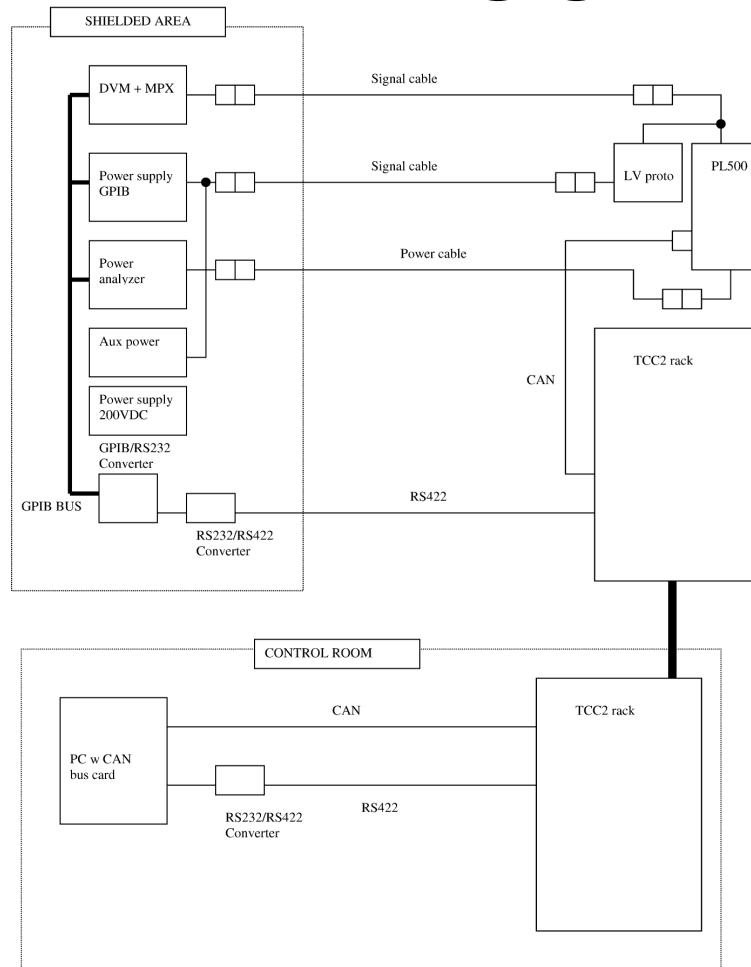 SHIELDED AREA
DVM + MPX
Signal cable
Power supply
GPIB
Signal cable
LV proto
PL500
Power
analyzer
Power cable
Aux power
TCC2 rack
CAN
Power supply
200VDC
GPIB/RS232
Converter
GPIB BUS
RS422
RS232/RS422
Converter
CONTROL ROOM
CAN
TCC2 rack
PC w CAN
bus card
RS422
RS232/RS422
Converter